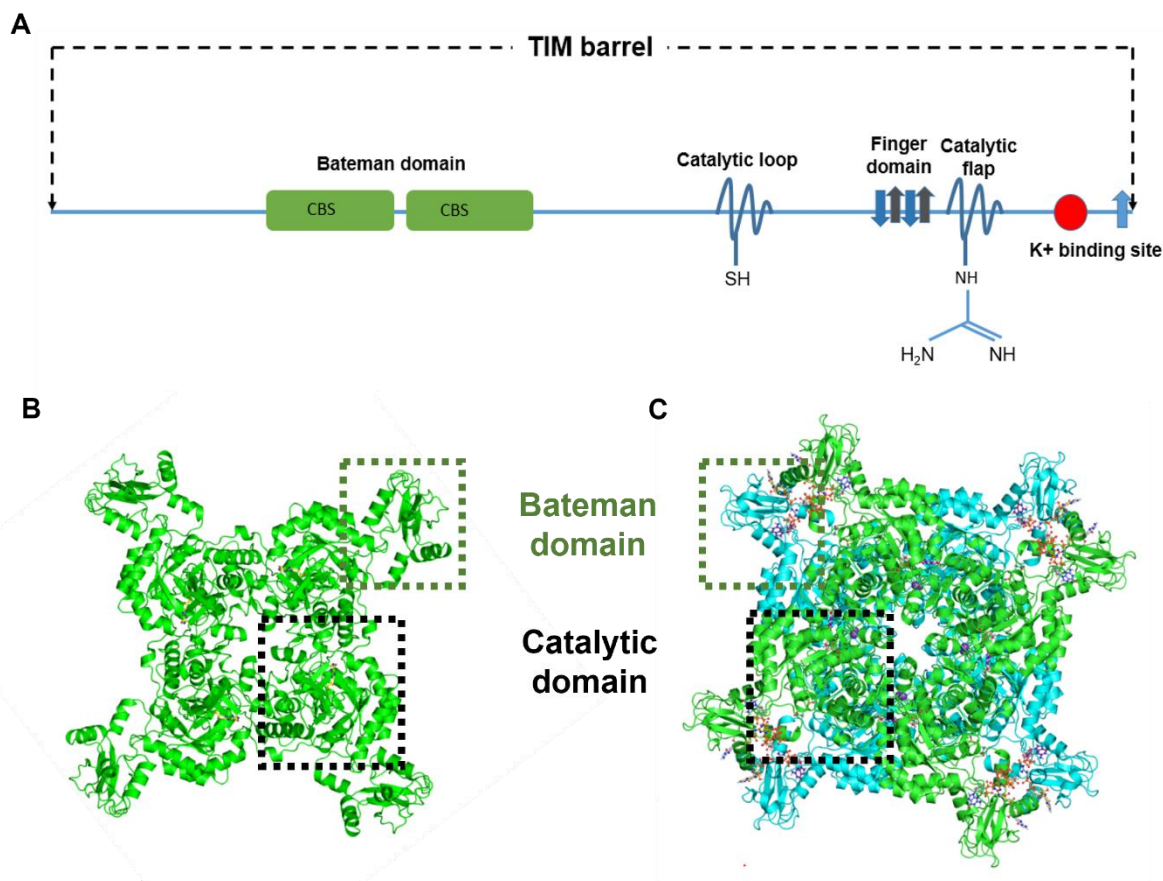 A
TIM barrel
Bateman domain
CBS
CBS
Catalytic loop
SH
Finger
domain
Catalytic
flap
NH
H₂N
NH
K+ binding site
B
C
Bateman
domain
Catalytic
domain